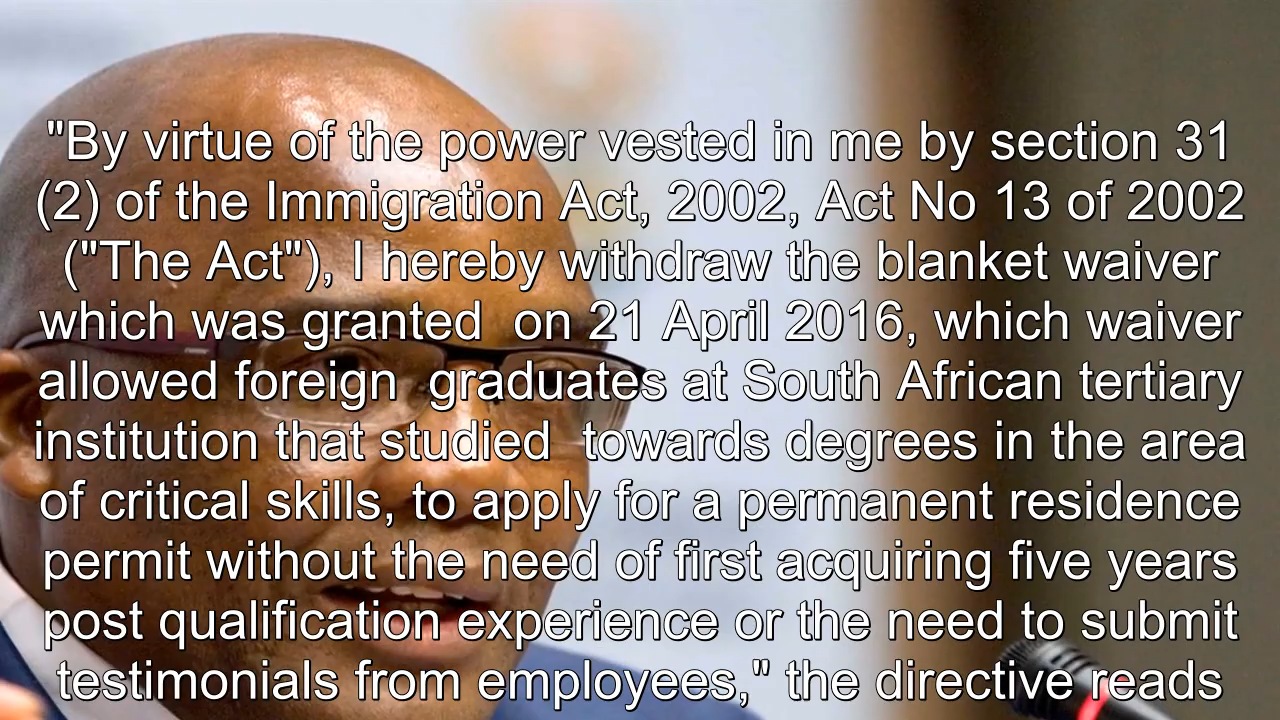 "By virtue of the power vested in me by section 31
(2) of the Immigration Act, 2002, Act No 13 of 2002
("The Act"), I hereby withdraw the blanket waiver
which was granted  on 21 April 2016, which waiver
allowed foreign  graduates at South African tertiary
institution that studied  towards degrees in the area
of critical skills, to apply for a permanent residence
permit without the need of first acquiring five years
post qualification experience or the need to submit
testimonials from employees," the directive reads